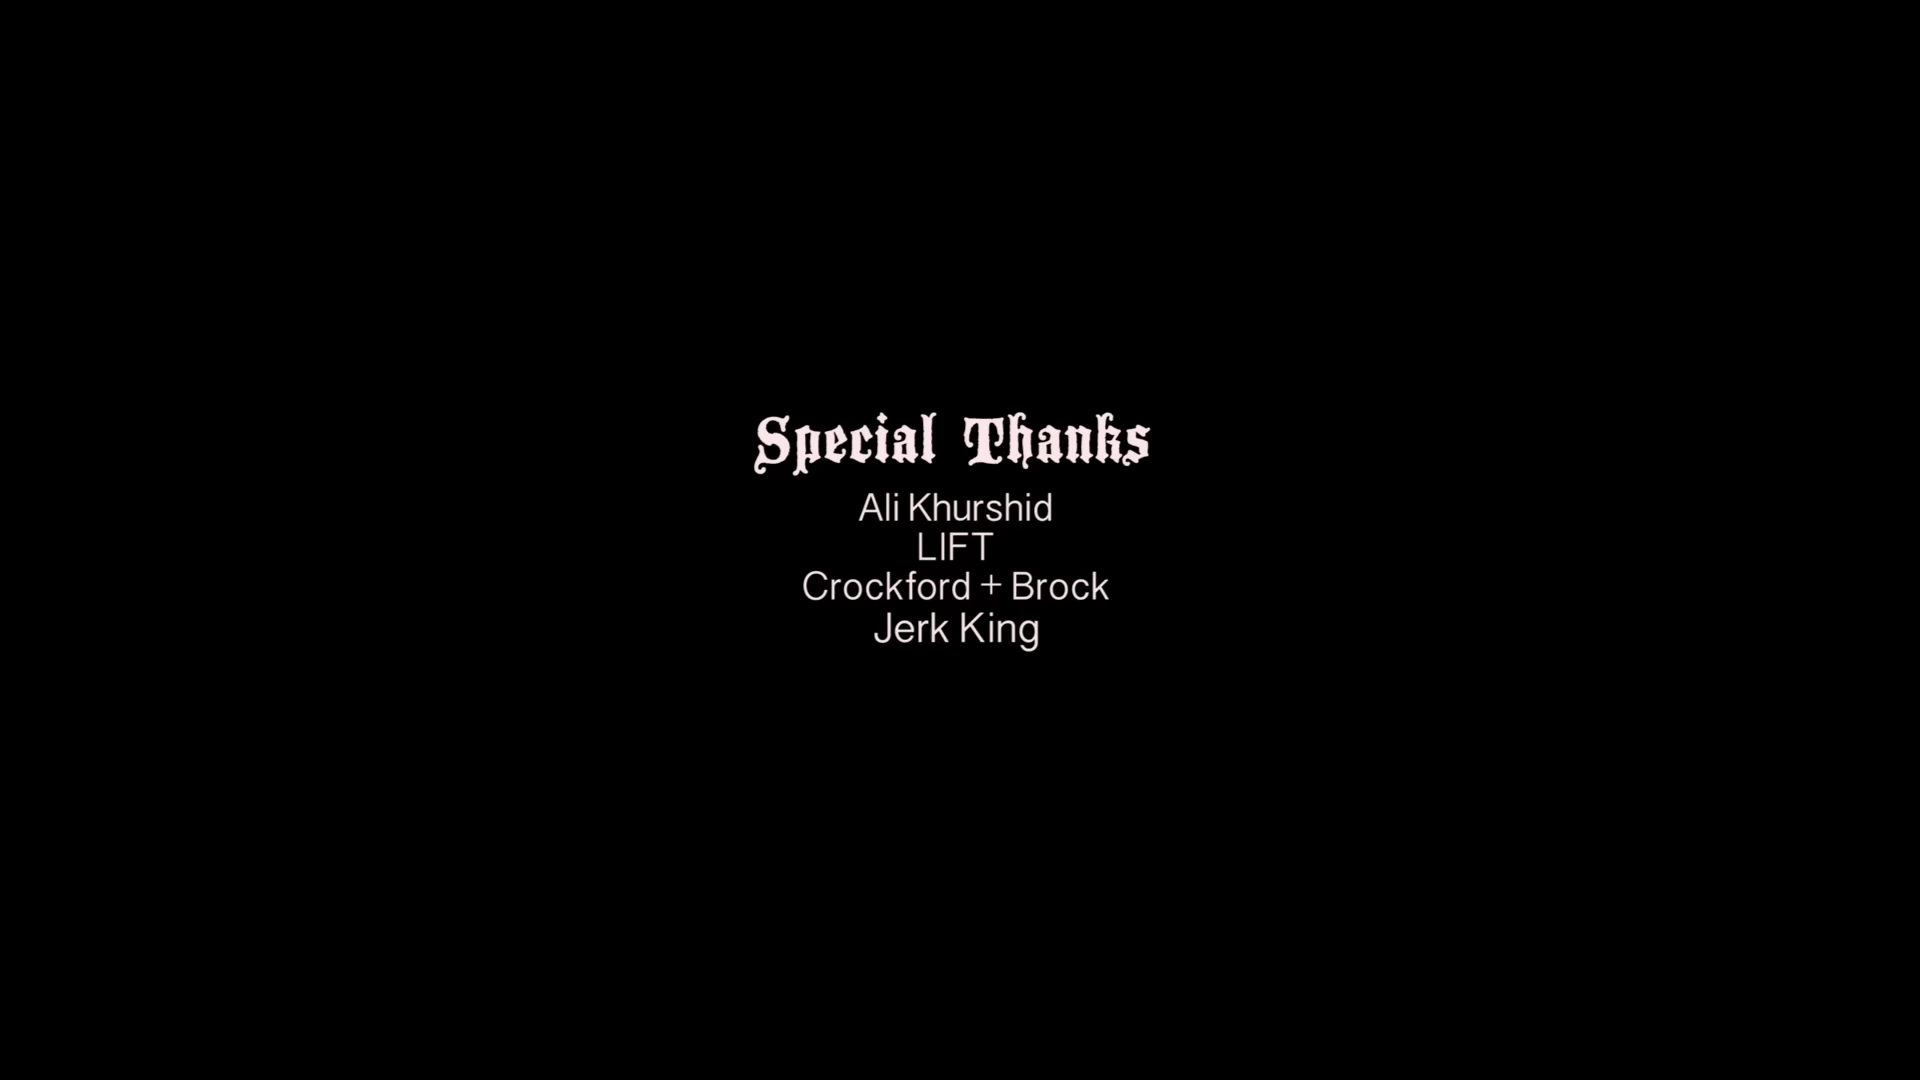 Special Thanks
Ali Khurshid
LIFT
Crockford + Brock
Jerk King